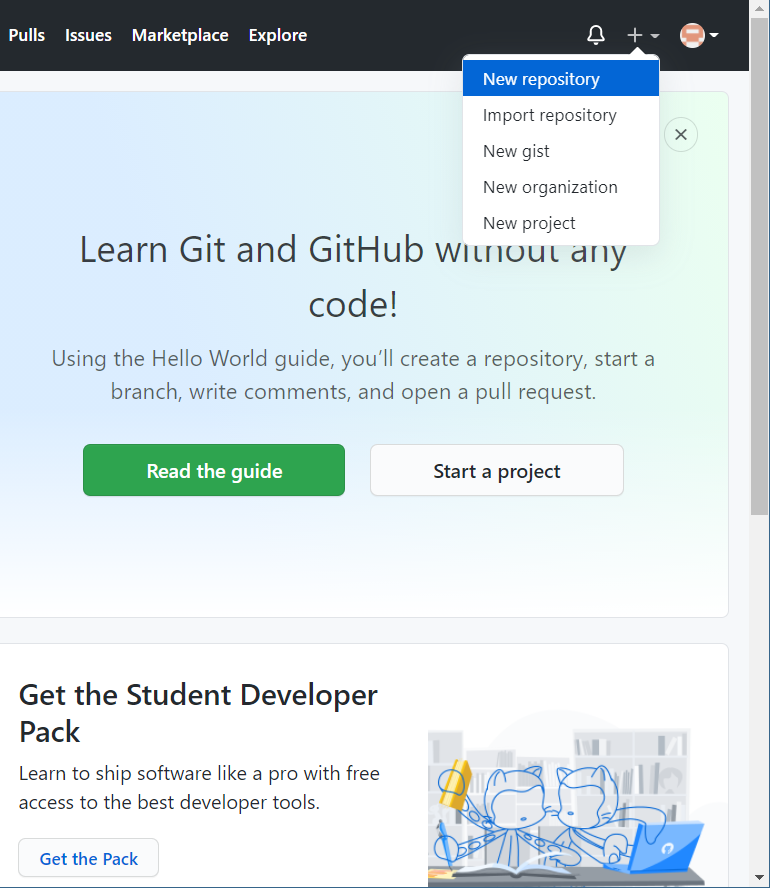 Pulls Issues Marketplace Explore
New repository
Import repository
New gist
New organization
New project
Learn Git and GitHub without any
code!
Using the Hello World guide, you’ll create a repository, start a
branch, write comments, and open a pull request.
Read the guide Start a project
Get the Student Developer
Pack
Learn to ship software like a pro with free
access to the best developer tools.
Get the Pack